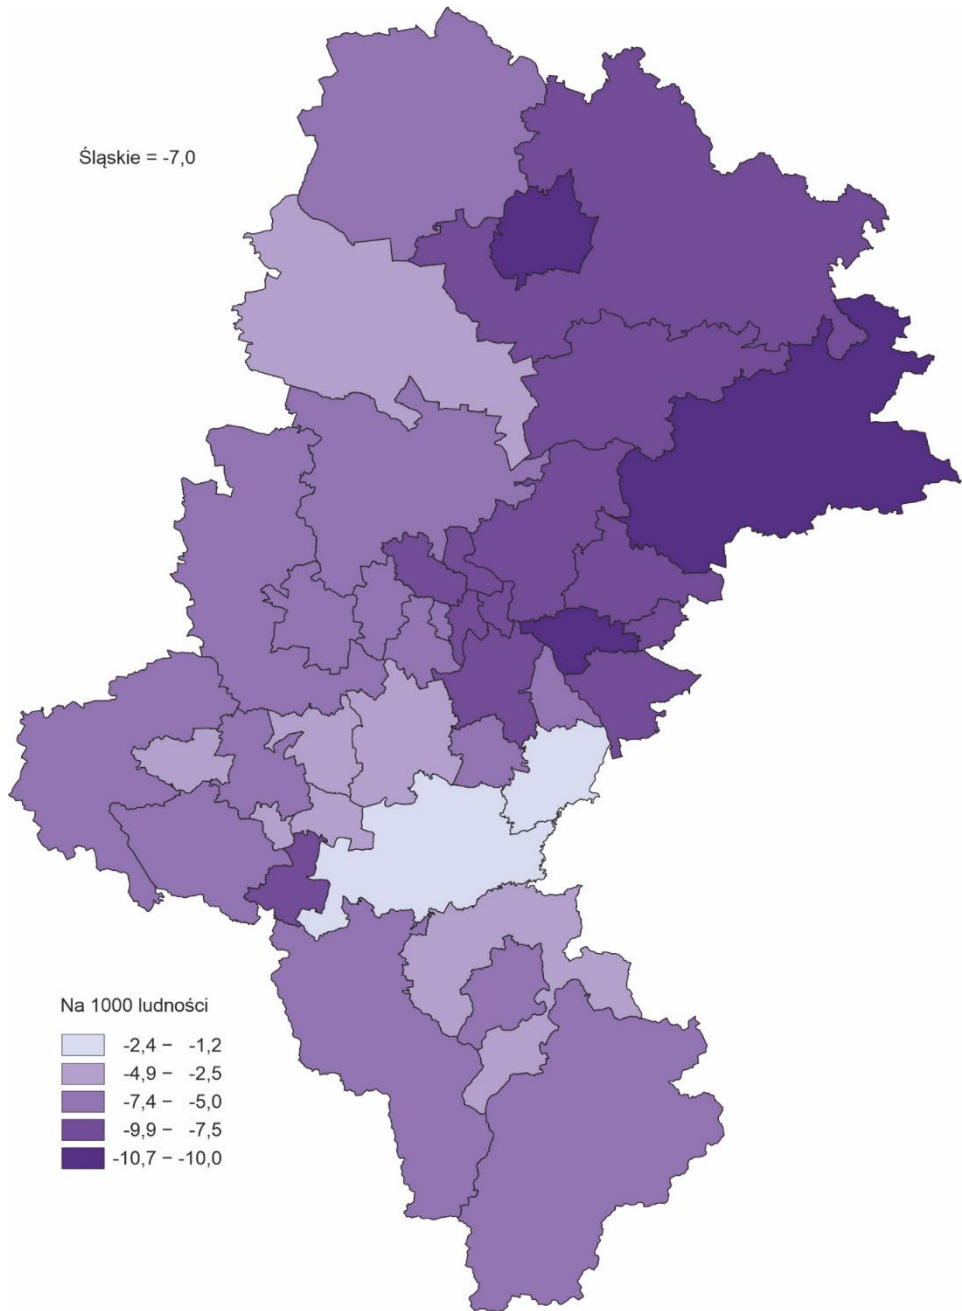 Śląskie = -7,0
Na 1000 ludności
-2,4 – -1,2
-4,9 – -2,5
-7,4 – -5,0
-9,9 – -7,5
-10,7 – -10,0